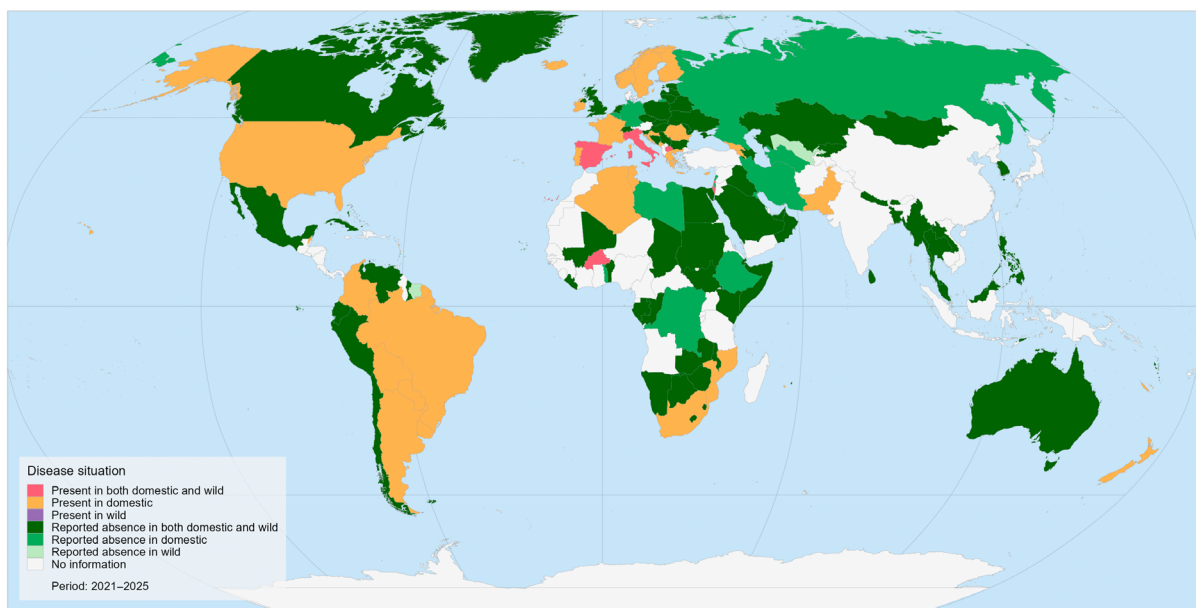 Disease situation
Present in both domestic and wild
Present in domestic
Present in wild
Reported absence in both domestic and wild
Reported absence in domestic
Reported absence in wild
No information
Period: 2021–2025